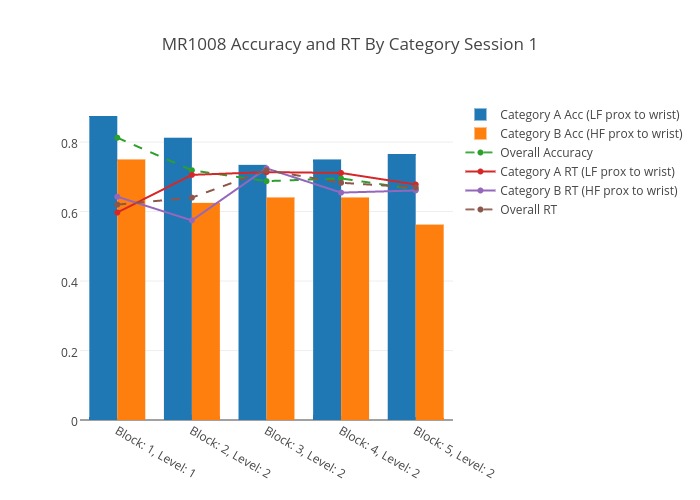 MR1008 Accuracy and RT By Category Session 1
Category A Acc (LF prox to wrist)
Category B Acc (HF prox to wrist)
Overall Accuracy
Category A RT (LF prox to wrist)
Category B RT (HF prox to wrist)
Overall RT
0.8
0.6
0.4
0.2
0
Block: 1, Level: 1
Block: 2, Level: 2
Block: 3, Level: 2
Block: 4, Level: 2
Block: 5, Level: 2